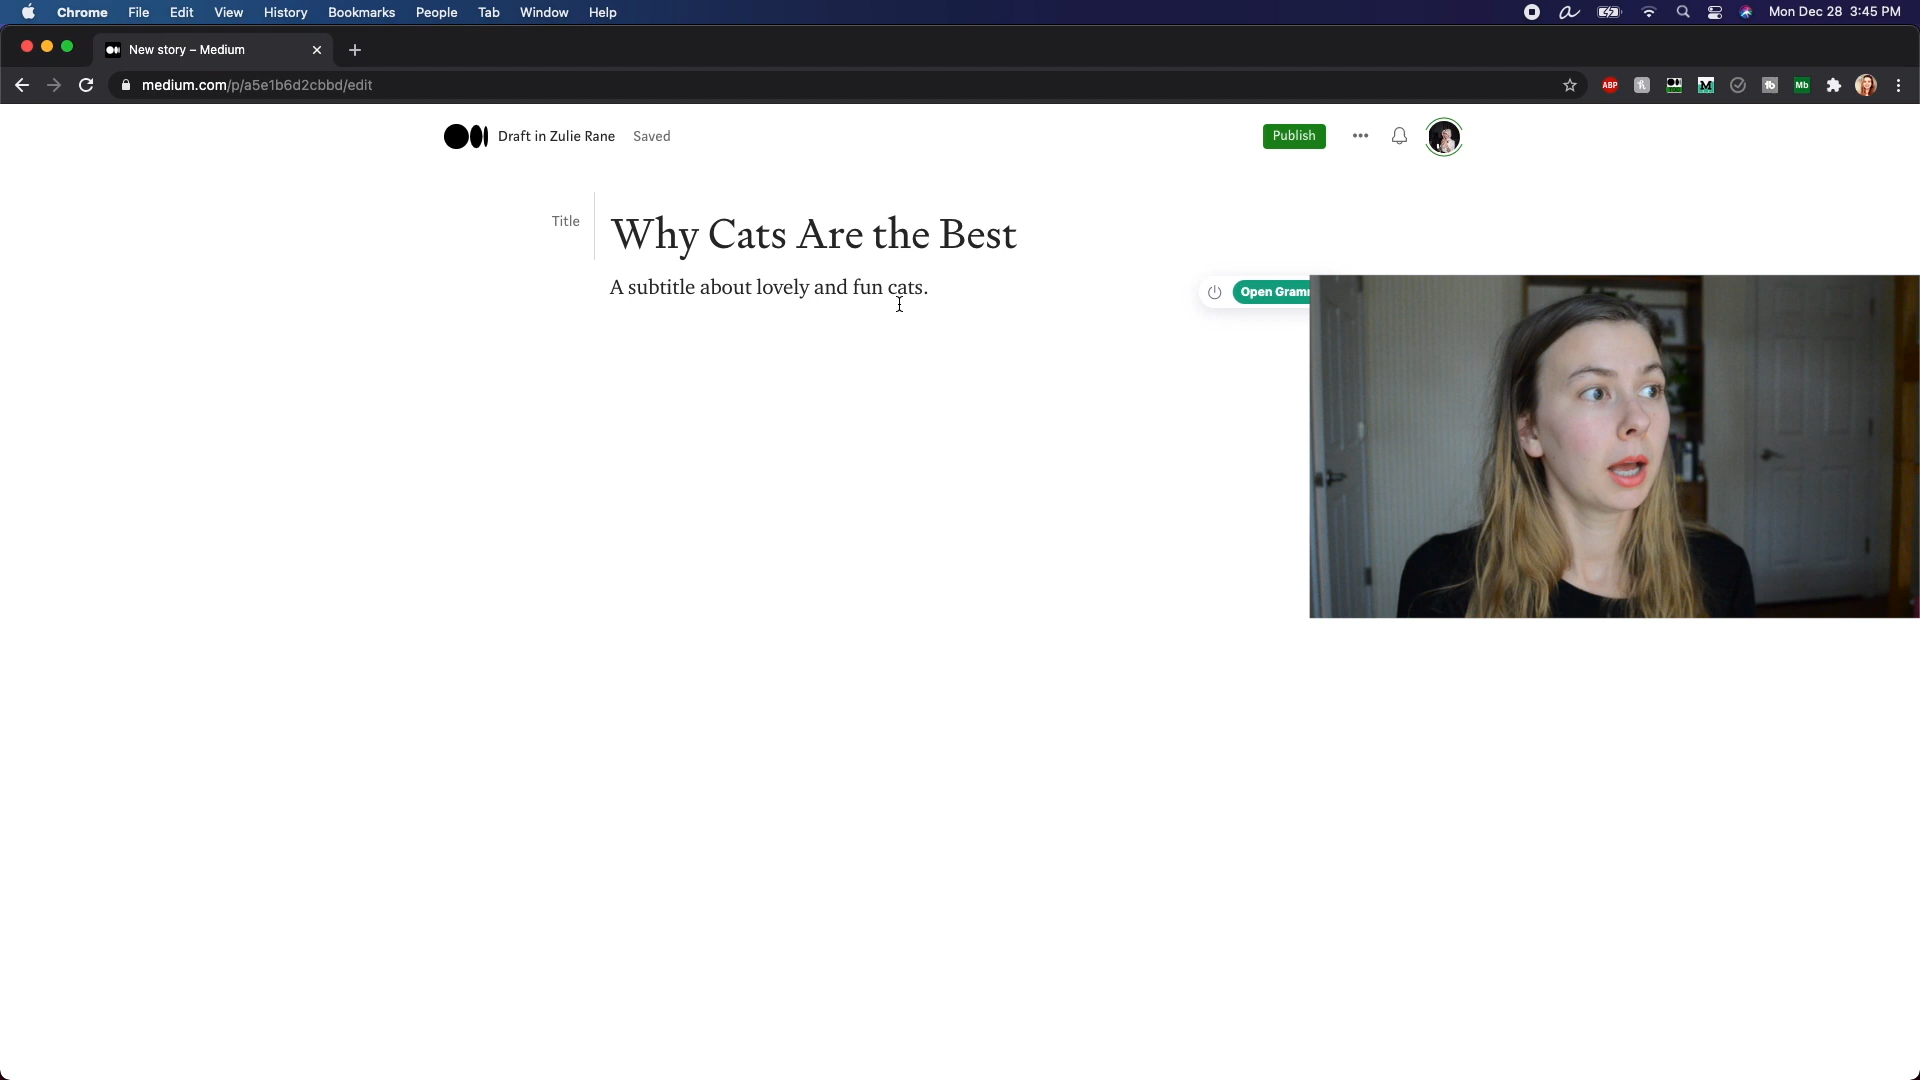 Chrome File Edit View History Bookmarks People Tab Window Help Mon Dec 28 3:45 PM
New story – Medium
medium.com/p/a5e1b6d2cbbd/edit ABP Mb
Draft in Zulie Rane Saved Publish
Title Why Cats Are the Best
A subtitle about lovely and fun cats.
Open Gram